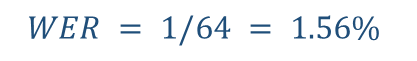 WER = 1/64 = 1.56%